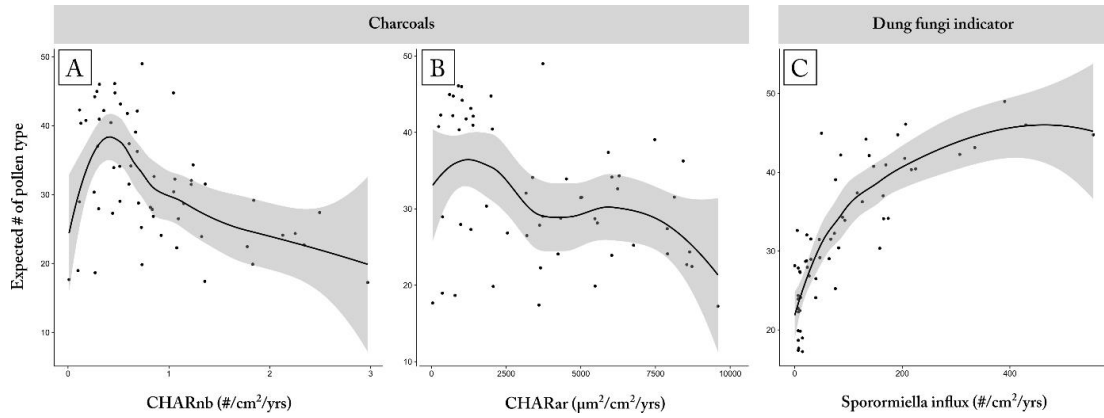 Charcoals
Dung fungi indicator
A
B
C
Expected # of pollen type
50
40
30
20
10
0
1
2
3
CHARnb (#/cm²/yrs)
50
40
30
20
10
0
2500
5000
7500
10000
CHARar (µm²/cm²/yrs)
50
40
30
20
0
200
400
Sporormiella influx (#/cm²/yrs)